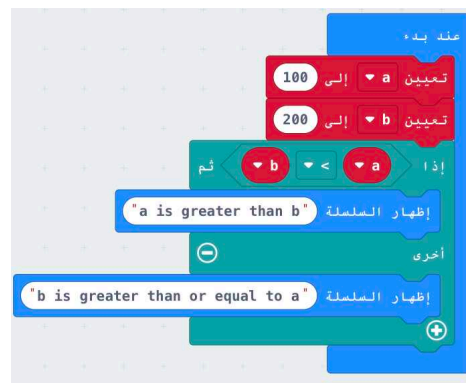 عند بدء
تعيين a إلى 100
تعيين b إلى 200
إذا a < b ثم
إظهار السلسلة "a is greater than b"
أخرى
إظهار السلسلة "b is greater than or equal to a"